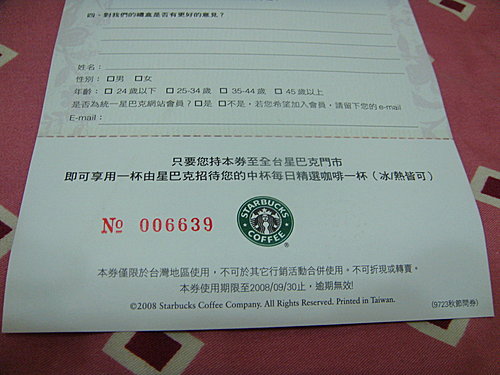 四、對我們的禮盒是否有更好的意見？
姓名：
性別：□男 □女
年齡：□ 24歲以下 □ 25-34歲 □ 35-44歲 □ 45歲以上
是否為統一星巴克網站會員？□是 □不是，若您希望加入會員，請留下您的 e-mail
E-mail：
只要您持本券至全台星巴克門市
即可享用一杯由星巴克招待您的中杯每日精選咖啡一杯（冰/熱皆可）
№ 006639
STARBUCKS
COFFEE
®
本券僅限於台灣地區使用，不可於其它行銷活動合併使用。不可折現或轉賣。
本券使用期限至2008/09/30止，逾期無效!
©2008 Starbucks Coffee Company. All Rights Reserved. Printed in Taiwan.
(9723秋節問券)